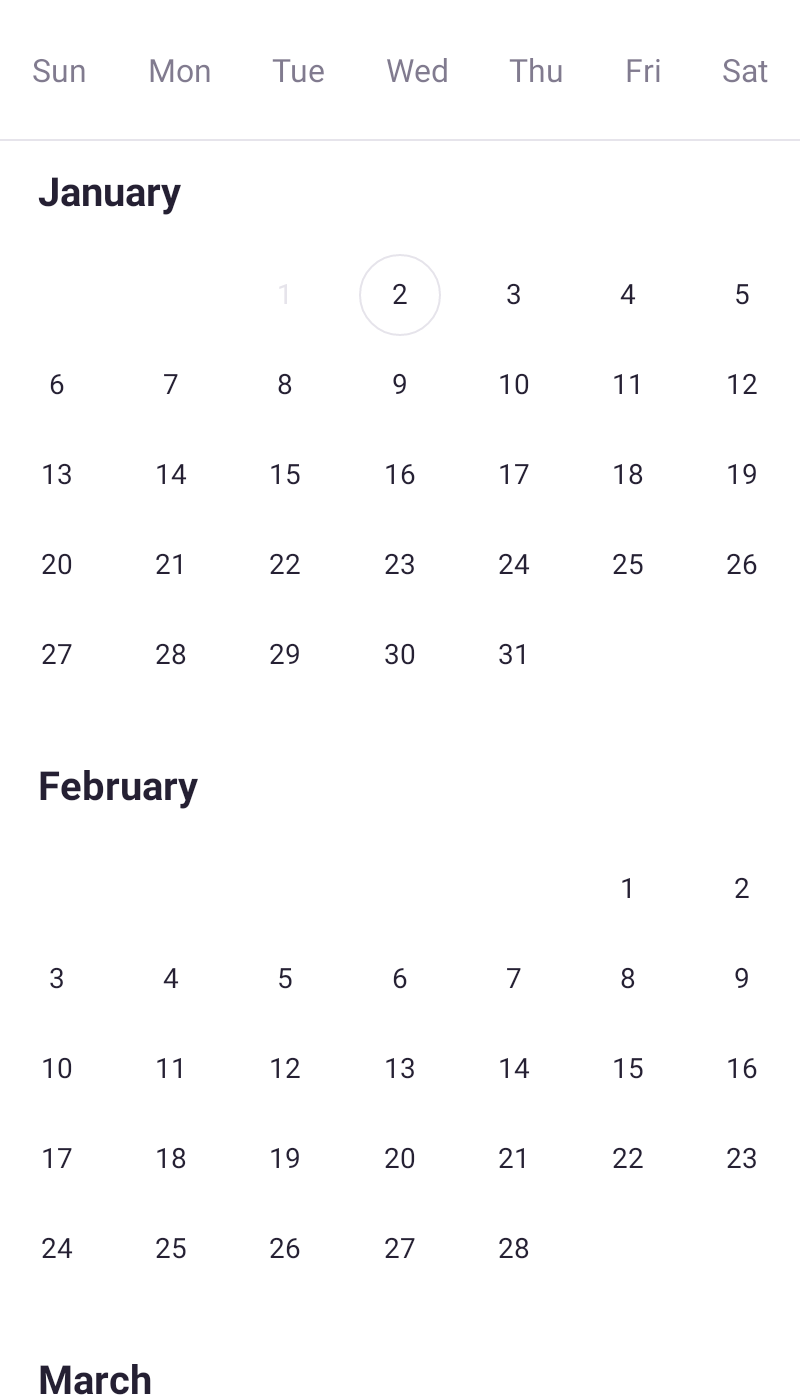 Sun Mon Tue Wed Thu Fri Sat
January
1 2 3 4 5
6 7 8 9 10 11 12
13 14 15 16 17 18 19
20 21 22 23 24 25 26
27 28 29 30 31
February
1 2
3 4 5 6 7 8 9
10 11 12 13 14 15 16
17 18 19 20 21 22 23
24 25 26 27 28
March